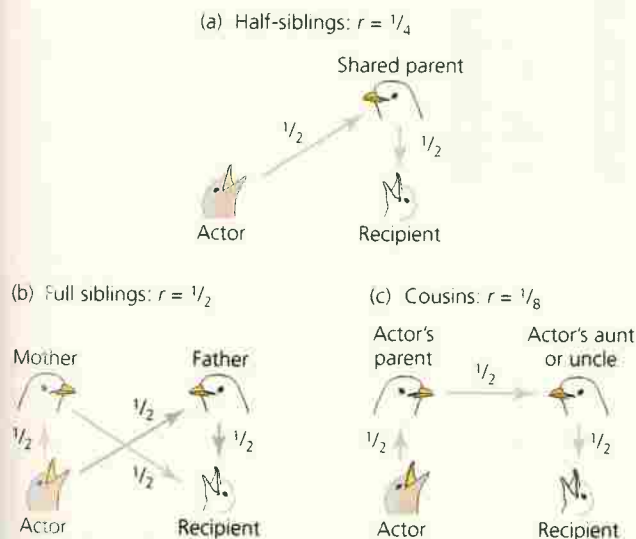 (a) Half-siblings: r = 1/4
Shared parent
1/2
1/2
Actor
Recipient
(b) Full siblings: r = 1/2
Mother
Father
1/2
1/2
1/2
1/2
Actor
Recipient
(c) Cousins: r = 1/8
Actor's
parent
Actor's aunt
or uncle
1/2
1/2
1/2
Actor
Recipient